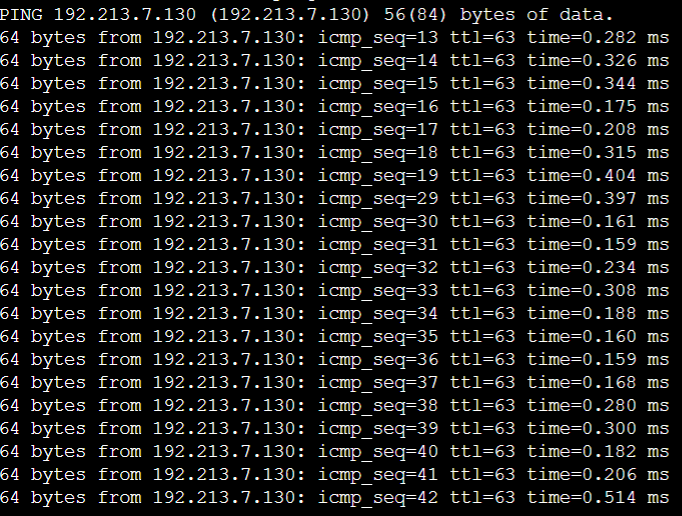 PING 192.213.7.130 (192.213.7.130) 56(84) bytes of data.
64 bytes from 192.213.7.130: icmp_seq=13 ttl=63 time=0.282 ms
64 bytes from 192.213.7.130: icmp_seq=14 ttl=63 time=0.326 ms
64 bytes from 192.213.7.130: icmp_seq=15 ttl=63 time=0.344 ms
64 bytes from 192.213.7.130: icmp_seq=16 ttl=63 time=0.175 ms
64 bytes from 192.213.7.130: icmp_seq=17 ttl=63 time=0.208 ms
64 bytes from 192.213.7.130: icmp_seq=18 ttl=63 time=0.315 ms
64 bytes from 192.213.7.130: icmp_seq=19 ttl=63 time=0.404 ms
64 bytes from 192.213.7.130: icmp_seq=29 ttl=63 time=0.397 ms
64 bytes from 192.213.7.130: icmp_seq=30 ttl=63 time=0.161 ms
64 bytes from 192.213.7.130: icmp_seq=31 ttl=63 time=0.159 ms
64 bytes from 192.213.7.130: icmp_seq=32 ttl=63 time=0.234 ms
64 bytes from 192.213.7.130: icmp_seq=33 ttl=63 time=0.308 ms
64 bytes from 192.213.7.130: icmp_seq=34 ttl=63 time=0.188 ms
64 bytes from 192.213.7.130: icmp_seq=35 ttl=63 time=0.160 ms
64 bytes from 192.213.7.130: icmp_seq=36 ttl=63 time=0.159 ms
64 bytes from 192.213.7.130: icmp_seq=37 ttl=63 time=0.168 ms
64 bytes from 192.213.7.130: icmp_seq=38 ttl=63 time=0.280 ms
64 bytes from 192.213.7.130: icmp_seq=39 ttl=63 time=0.300 ms
64 bytes from 192.213.7.130: icmp_seq=40 ttl=63 time=0.182 ms
64 bytes from 192.213.7.130: icmp_seq=41 ttl=63 time=0.206 ms
64 bytes from 192.213.7.130: icmp_seq=42 ttl=63 time=0.514 ms